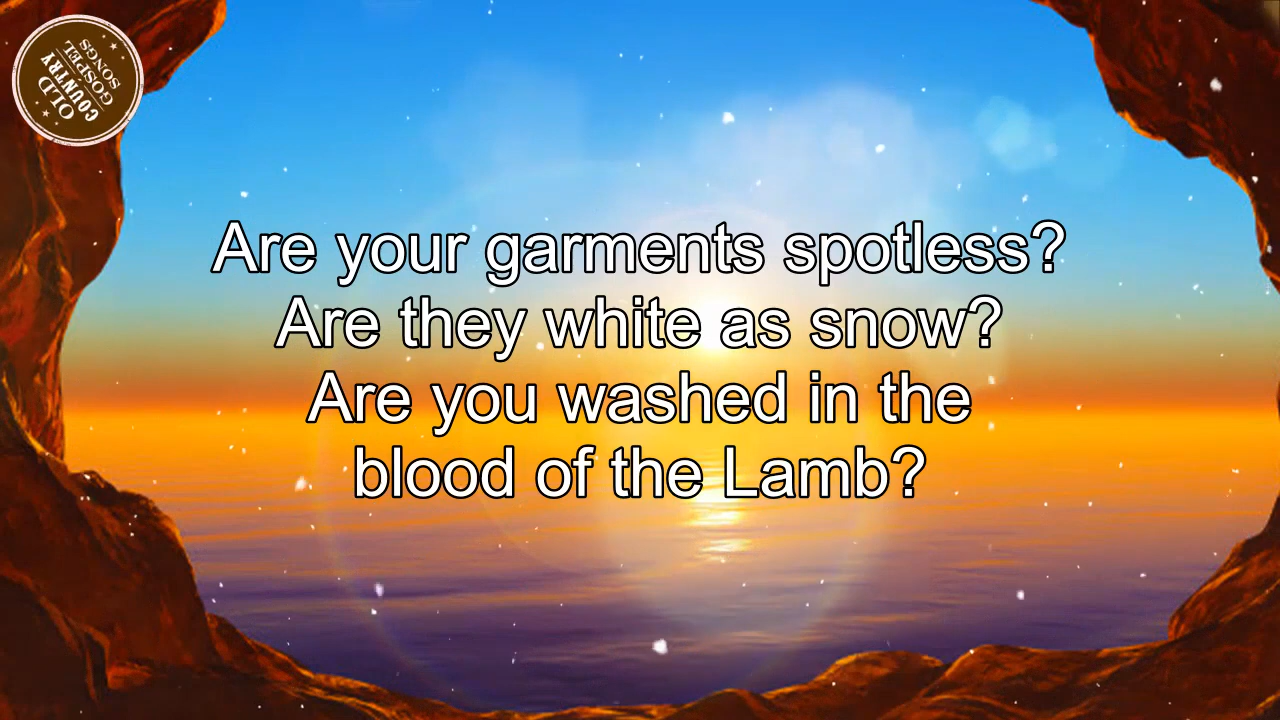 OLD
COUNTRY
GOSPEL
SONGS
Are your garments spotless?
Are they white as snow?
Are you washed in the
blood of the Lamb?